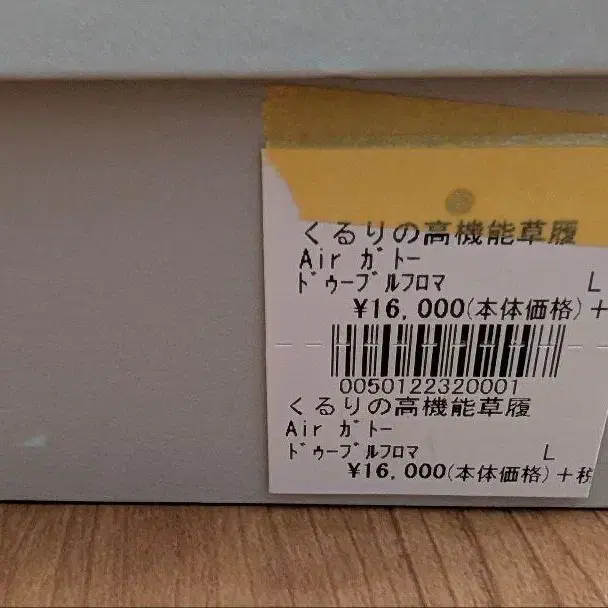 くるりの高機能草履
Air ガトー
ドゥーブルフロマ L
¥16,000(本体価格)+
0050122320001
くるりの高機能草履
Air ガトー
ドゥーブルフロマ L
¥16,000(本体価格)+税